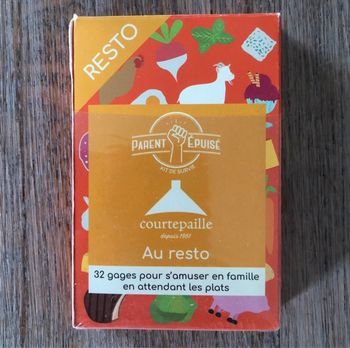 RESTO
PARENT ÉPUISÉ
KIT DE SURVIE
courtepaille
depuis 1961
Au resto
32 gages pour s'amuser en famille
en attendant les plats